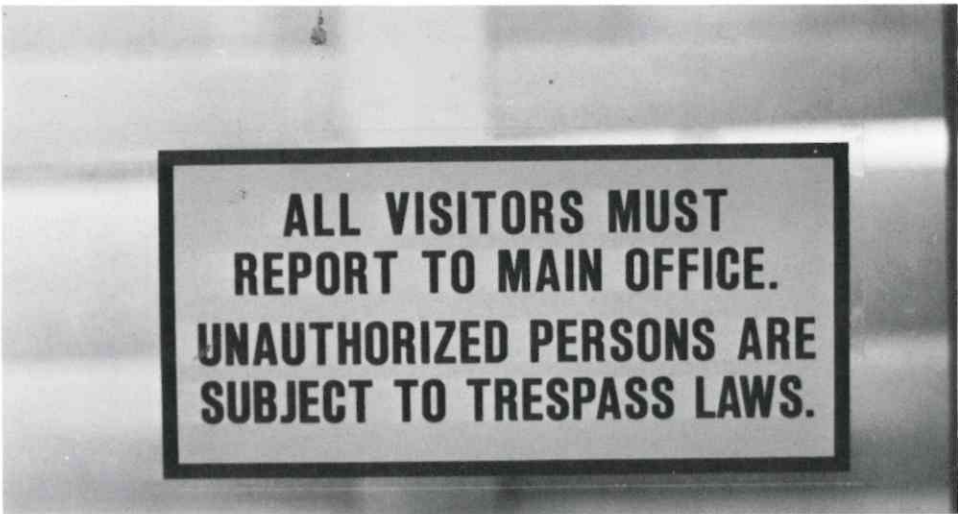 ALL VISITORS MUST
REPORT TO MAIN OFFICE.
UNAUTHORIZED PERSONS ARE
SUBJECT TO TRESPASS LAWS.